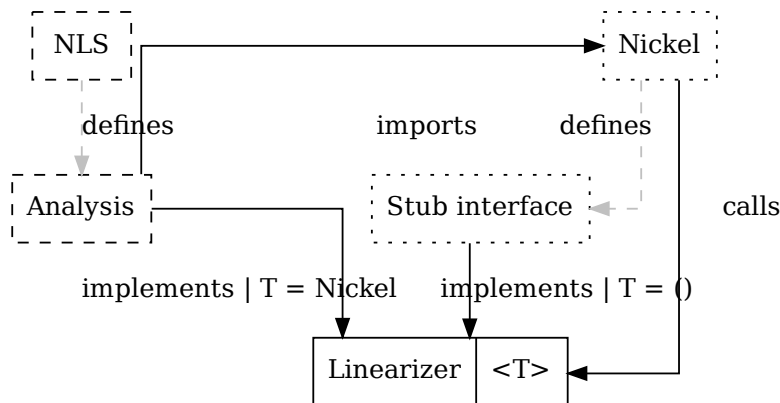 NLS
Nickel
defines
imports
defines
Analysis
Stub interface
calls
implements | T = Nickel
implements | T = ()
Linearizer
<T>